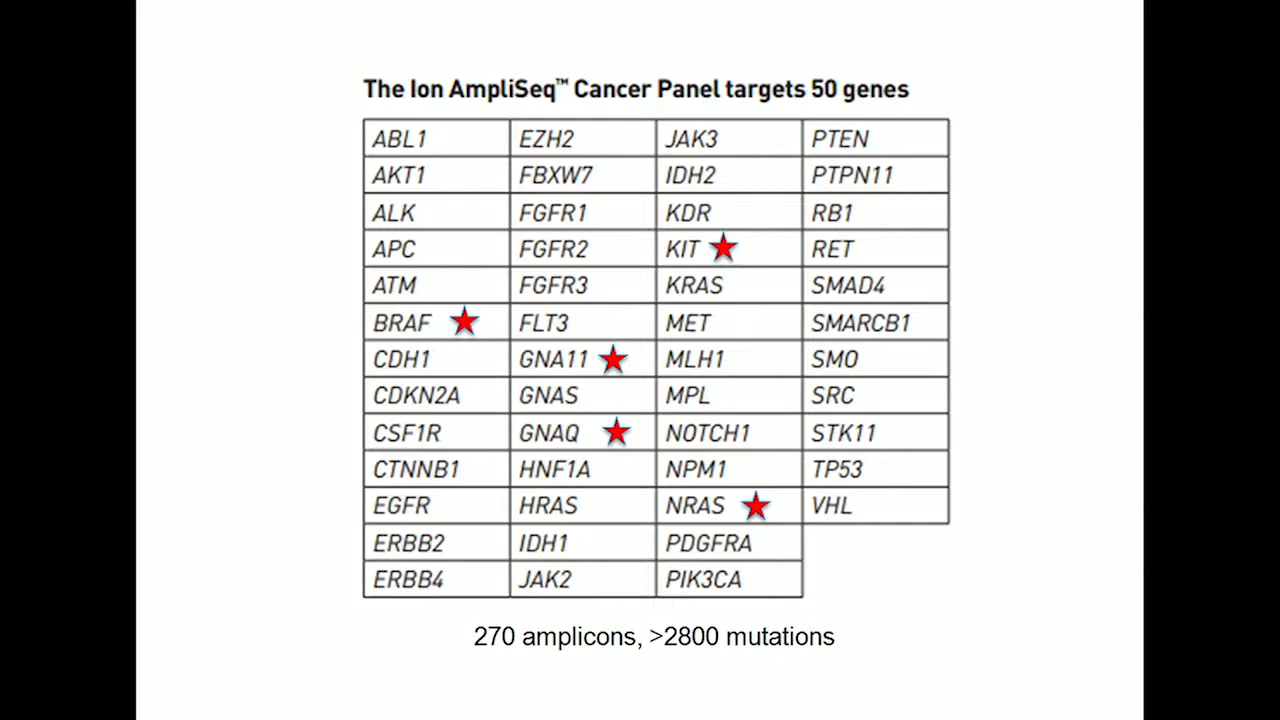 The Ion AmpliSeq™ Cancer Panel targets 50 genes
ABL1 EZH2 JAK3 PTEN
AKT1 FBXW7 IDH2 PTPN11
ALK FGFR1 KDR RB1
APC FGFR2 KIT RET
ATM FGFR3 KRAS SMAD4
BRAF FLT3 MET SMARCB1
CDH1 GNA11 MLH1 SMO
CDKN2A GNAS MPL SRC
CSF1R GNAQ NOTCH1 STK11
CTNNB1 HNF1A NPM1 TP53
EGFR HRAS NRAS VHL
ERBB2 IDH1 PDGFRA
ERBB4 JAK2 PIK3CA
270 amplicons, >2800 mutations